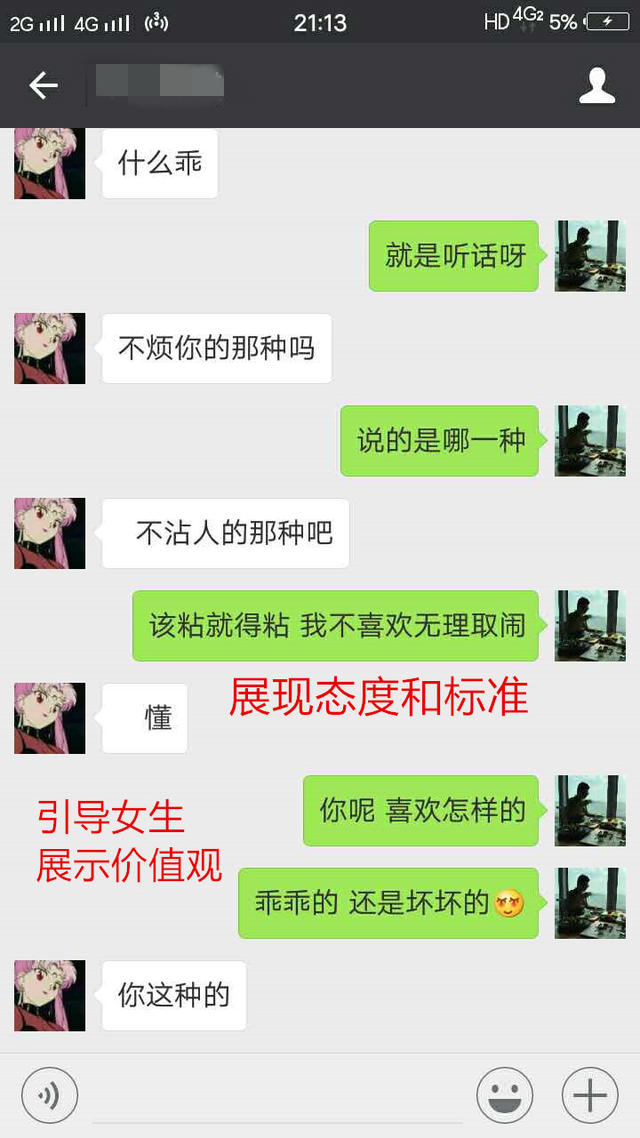 2G 4G 21:13 HD 4G2 5%
什么乖
就是听话呀
不烦你的那种吗
说的是哪一种
不沾人的那种吧
该粘就得粘 我不喜欢无理取闹
展现态度和标准
懂
你呢 喜欢怎样的
引导女生
展示价值观
乖乖的 还是坏坏的
你这种的